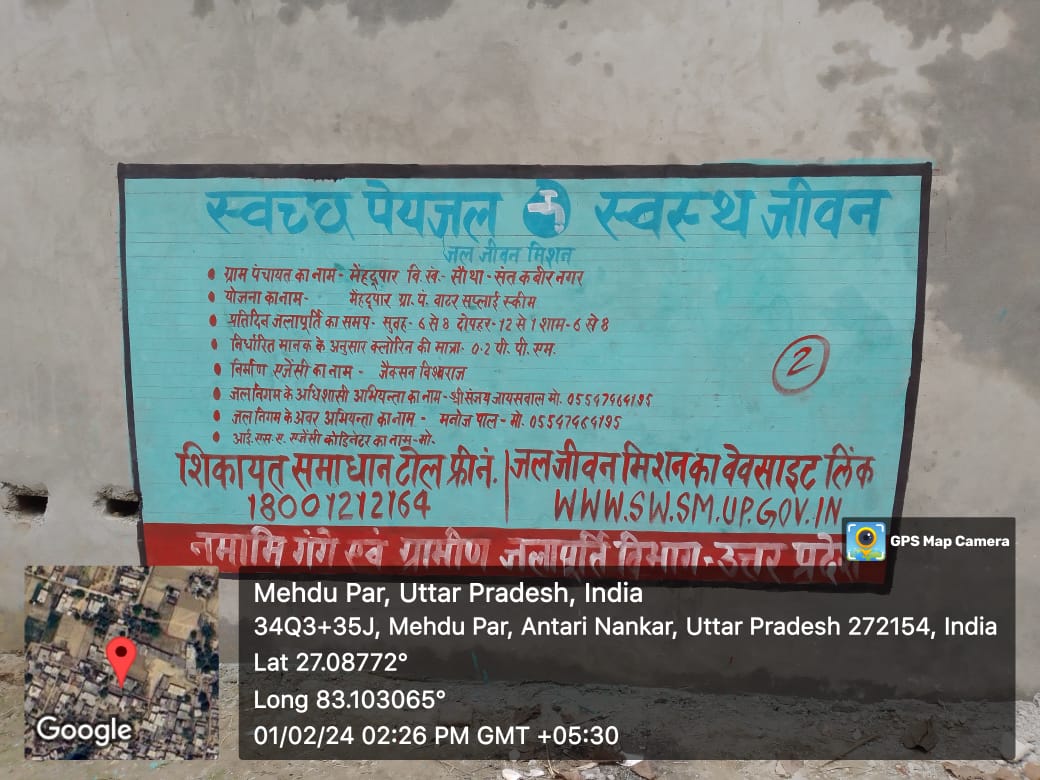 स्वच्छ पेयजल स्वस्थ जीवन
जल जीवन मिशन
• ग्राम पंचायत का नाम- मेंहदूपार वि. खं.- साँथा - संत कबीर नगर
• योजना का नाम- मेंहदूपार ग्रा. पं. वाटर सप्लाई स्कीम
• प्रतिदिन जलापूर्ति का समय- सुबह- 6 से 8 दोपहर-12 से 1 शाम-6 से 8
• निर्धारित मानक के अनुसार क्लोरिन की मात्रा- 0.2 पी. पी. एम.
• निर्माण एजेंसी का नाम - जैक्सन विश्वराज
• जल निगम के अधिशासी अभियन्ता का नाम - श्री संजय जायसवाल मो. 05547464195
• जल निगम के अवर अभियन्ता का नाम - मनोज पाल - मो. 05547464195
• आई.एस.ए. एजेंसी कोडिनेटर का नाम-मो.
2
शिकायत समाधान टोल फ्री नं. | जल जीवन मिशन का वेवसाइट लिंक
18001212164 WWW.SW.SM.UP.GOV.IN
नमामि गंगे एवं ग्रामीण जलापूर्ति विभाग-उत्तर
GPS Map Camera
Mehdu Par, Uttar Pradesh, India
34Q3+35J, Mehdu Par, Antari Nankar, Uttar Pradesh 272154, India
Lat 27.08772°
Long 83.103065°
01/02/24 02:26 PM GMT +05:30
Google